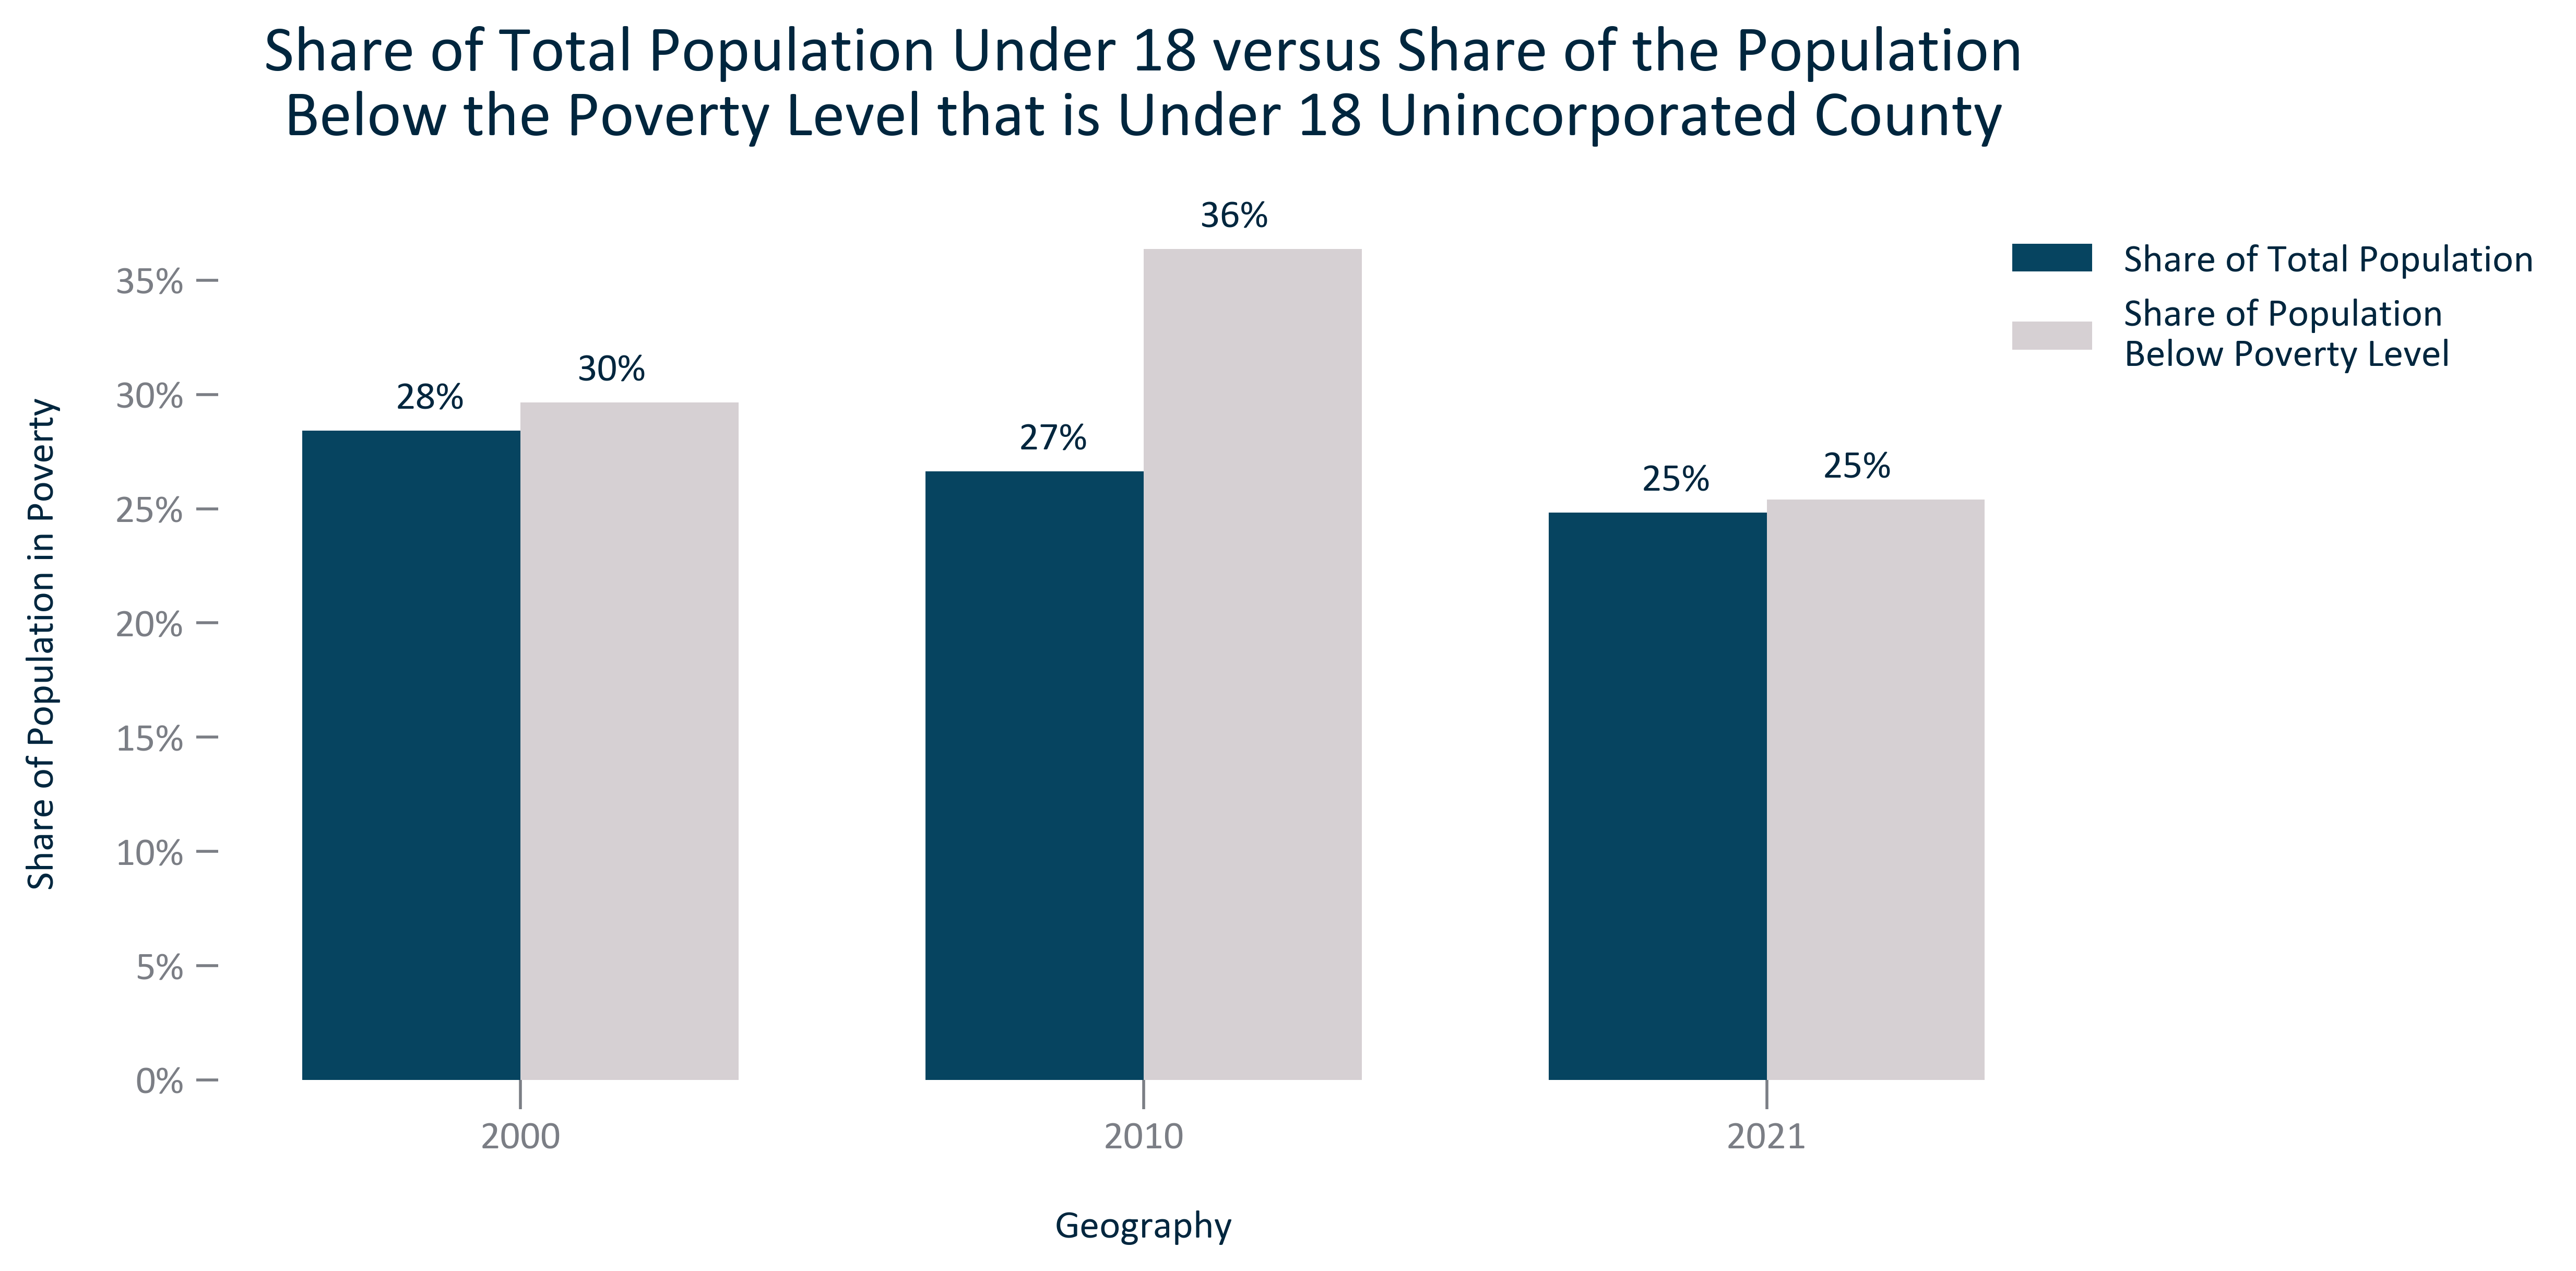 Share of Total Population Under 18 versus Share of the Population
Below the Poverty Level that is Under 18 Unincorporated County
36%
Share of Total Population
Share of Population
Below Poverty Level
35%
30%
28%
30%
27%
25%
25%
25%
20%
15%
10%
5%
0%
Share of Population in Poverty
2000
2010
2021
Geography